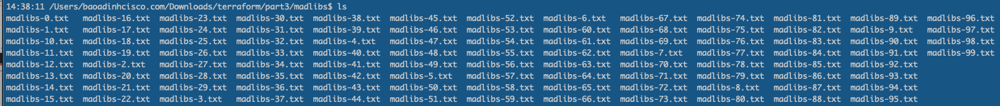 14:38:11 /Users/baoadinhcisco.com/Downloads/terraform/part3/madlibs$ ls
madlibs-0.txt madlibs-16.txt madlibs-23.txt madlibs-30.txt madlibs-38.txt madlibs-45.txt madlibs-52.txt madlibs-6.txt madlibs-67.txt madlibs-74.txt madlibs-81.txt madlibs-89.txt madlibs-96.txt
madlibs-1.txt madlibs-17.txt madlibs-24.txt madlibs-31.txt madlibs-39.txt madlibs-46.txt madlibs-53.txt madlibs-60.txt madlibs-68.txt madlibs-75.txt madlibs-82.txt madlibs-9.txt madlibs-97.txt
madlibs-10.txt madlibs-18.txt madlibs-25.txt madlibs-32.txt madlibs-4.txt madlibs-47.txt madlibs-54.txt madlibs-61.txt madlibs-69.txt madlibs-76.txt madlibs-83.txt madlibs-90.txt madlibs-98.txt
madlibs-11.txt madlibs-19.txt madlibs-26.txt madlibs-33.txt madlibs-40.txt madlibs-48.txt madlibs-55.txt madlibs-62.txt madlibs-7.txt madlibs-77.txt madlibs-84.txt madlibs-91.txt madlibs-99.txt
madlibs-12.txt madlibs-2.txt madlibs-27.txt madlibs-34.txt madlibs-41.txt madlibs-49.txt madlibs-56.txt madlibs-63.txt madlibs-70.txt madlibs-78.txt madlibs-85.txt madlibs-92.txt
madlibs-13.txt madlibs-20.txt madlibs-28.txt madlibs-35.txt madlibs-42.txt madlibs-5.txt madlibs-57.txt madlibs-64.txt madlibs-71.txt madlibs-79.txt madlibs-86.txt madlibs-93.txt
madlibs-14.txt madlibs-21.txt madlibs-29.txt madlibs-36.txt madlibs-43.txt madlibs-50.txt madlibs-58.txt madlibs-65.txt madlibs-72.txt madlibs-8.txt madlibs-87.txt madlibs-94.txt
madlibs-15.txt madlibs-22.txt madlibs-3.txt madlibs-37.txt madlibs-44.txt madlibs-51.txt madlibs-59.txt madlibs-66.txt madlibs-73.txt madlibs-80.txt madlibs-88.txt madlibs-95.txt